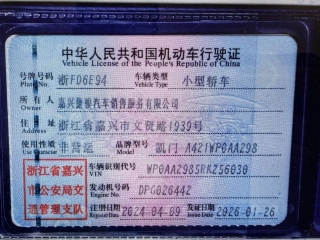 中华人民共和国机动车行驶证
Vehicle License of the People's Republic of China
号牌号码 浙FD6E94 车辆类型 小型轿车
Plate No. Vehicle Type
所有人 嘉兴捷骏汽车销售服务有限公司
Owner
住址 浙江省嘉兴市文贤路1939号
Address
使用性质 非营运 品牌型号 凯门 A421WP0AA298
Use Character Model
浙江省嘉兴市公安局交通管理支队
车辆识别代号 WP0AA2985RKZ56030
VIN
发动机号码 DPG026442
Engine No.
注册日期 2024-04-09 发证日期 2026-01-26
Register Date Issue Date